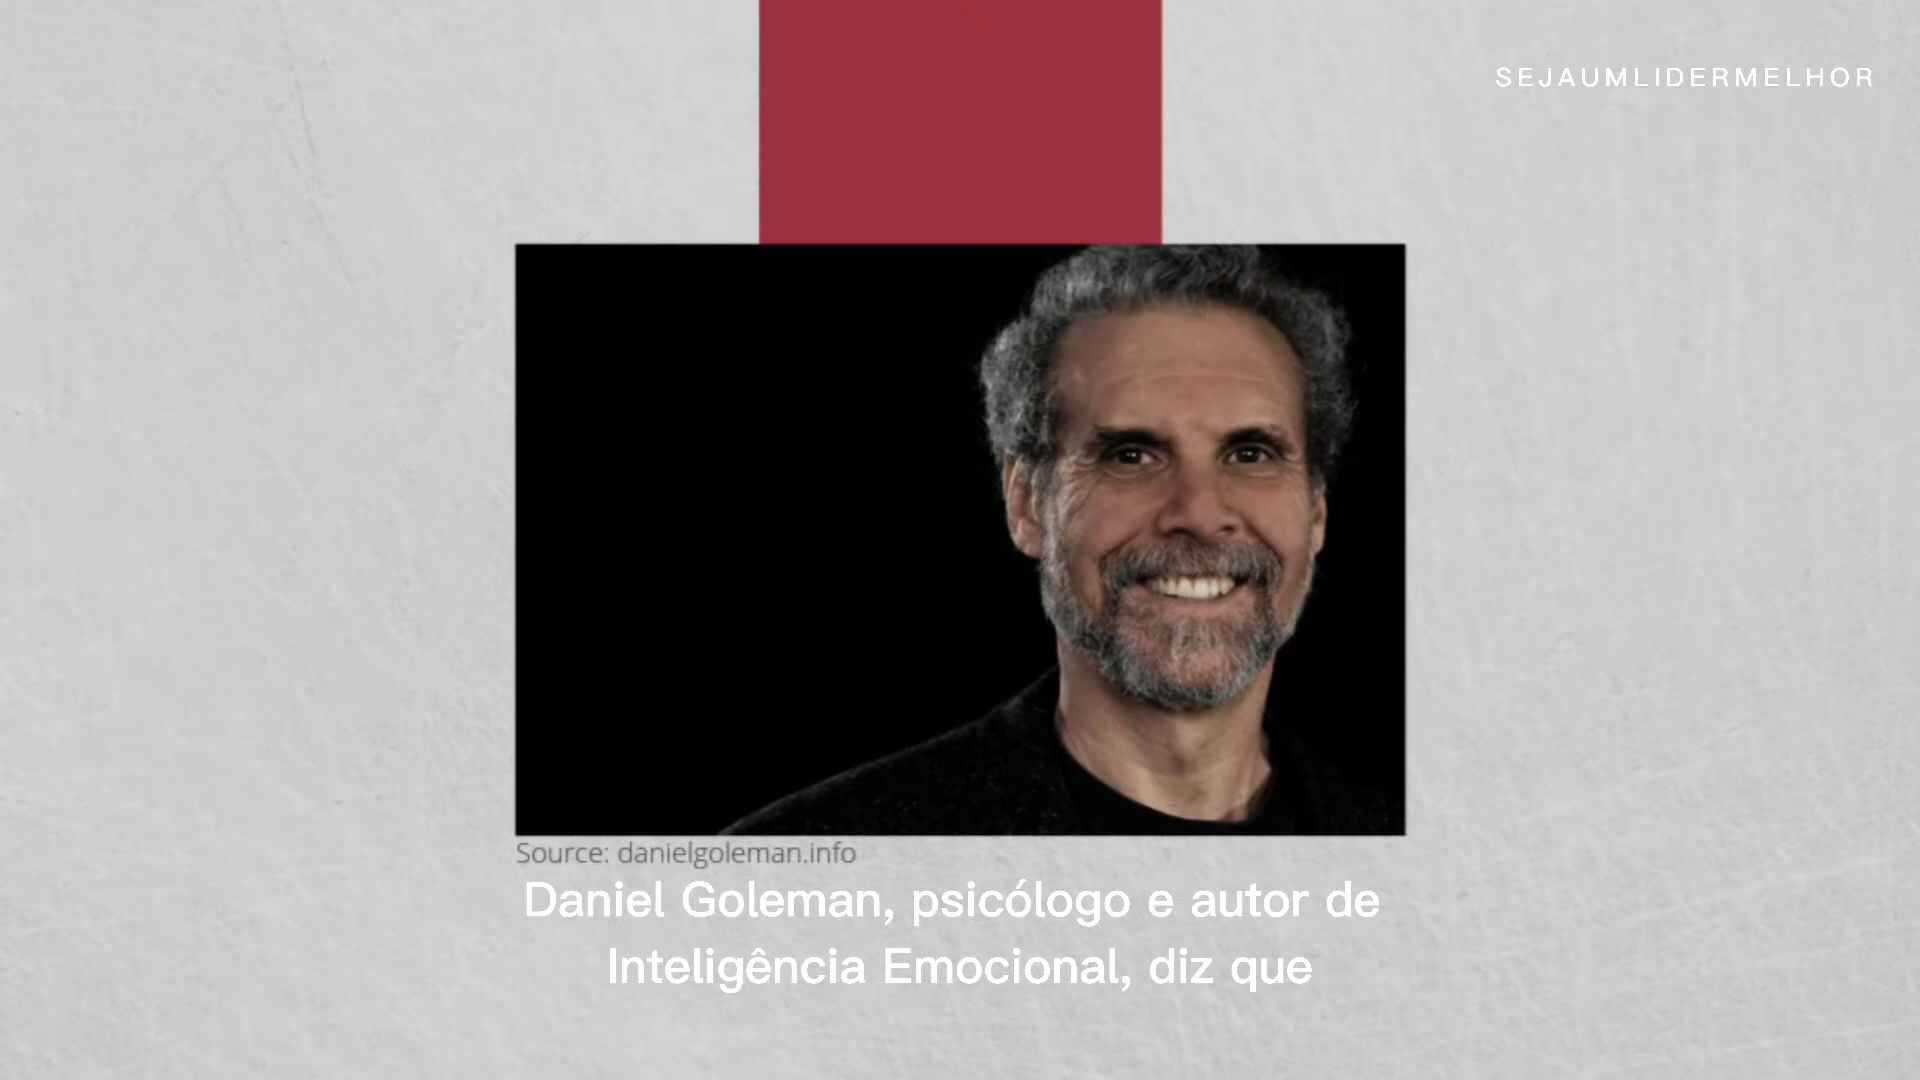 SEJAUMLIDERMELHOR
Source: danielgoleman.info
Daniel Goleman, psicólogo e autor de
Inteligência Emocional, diz que